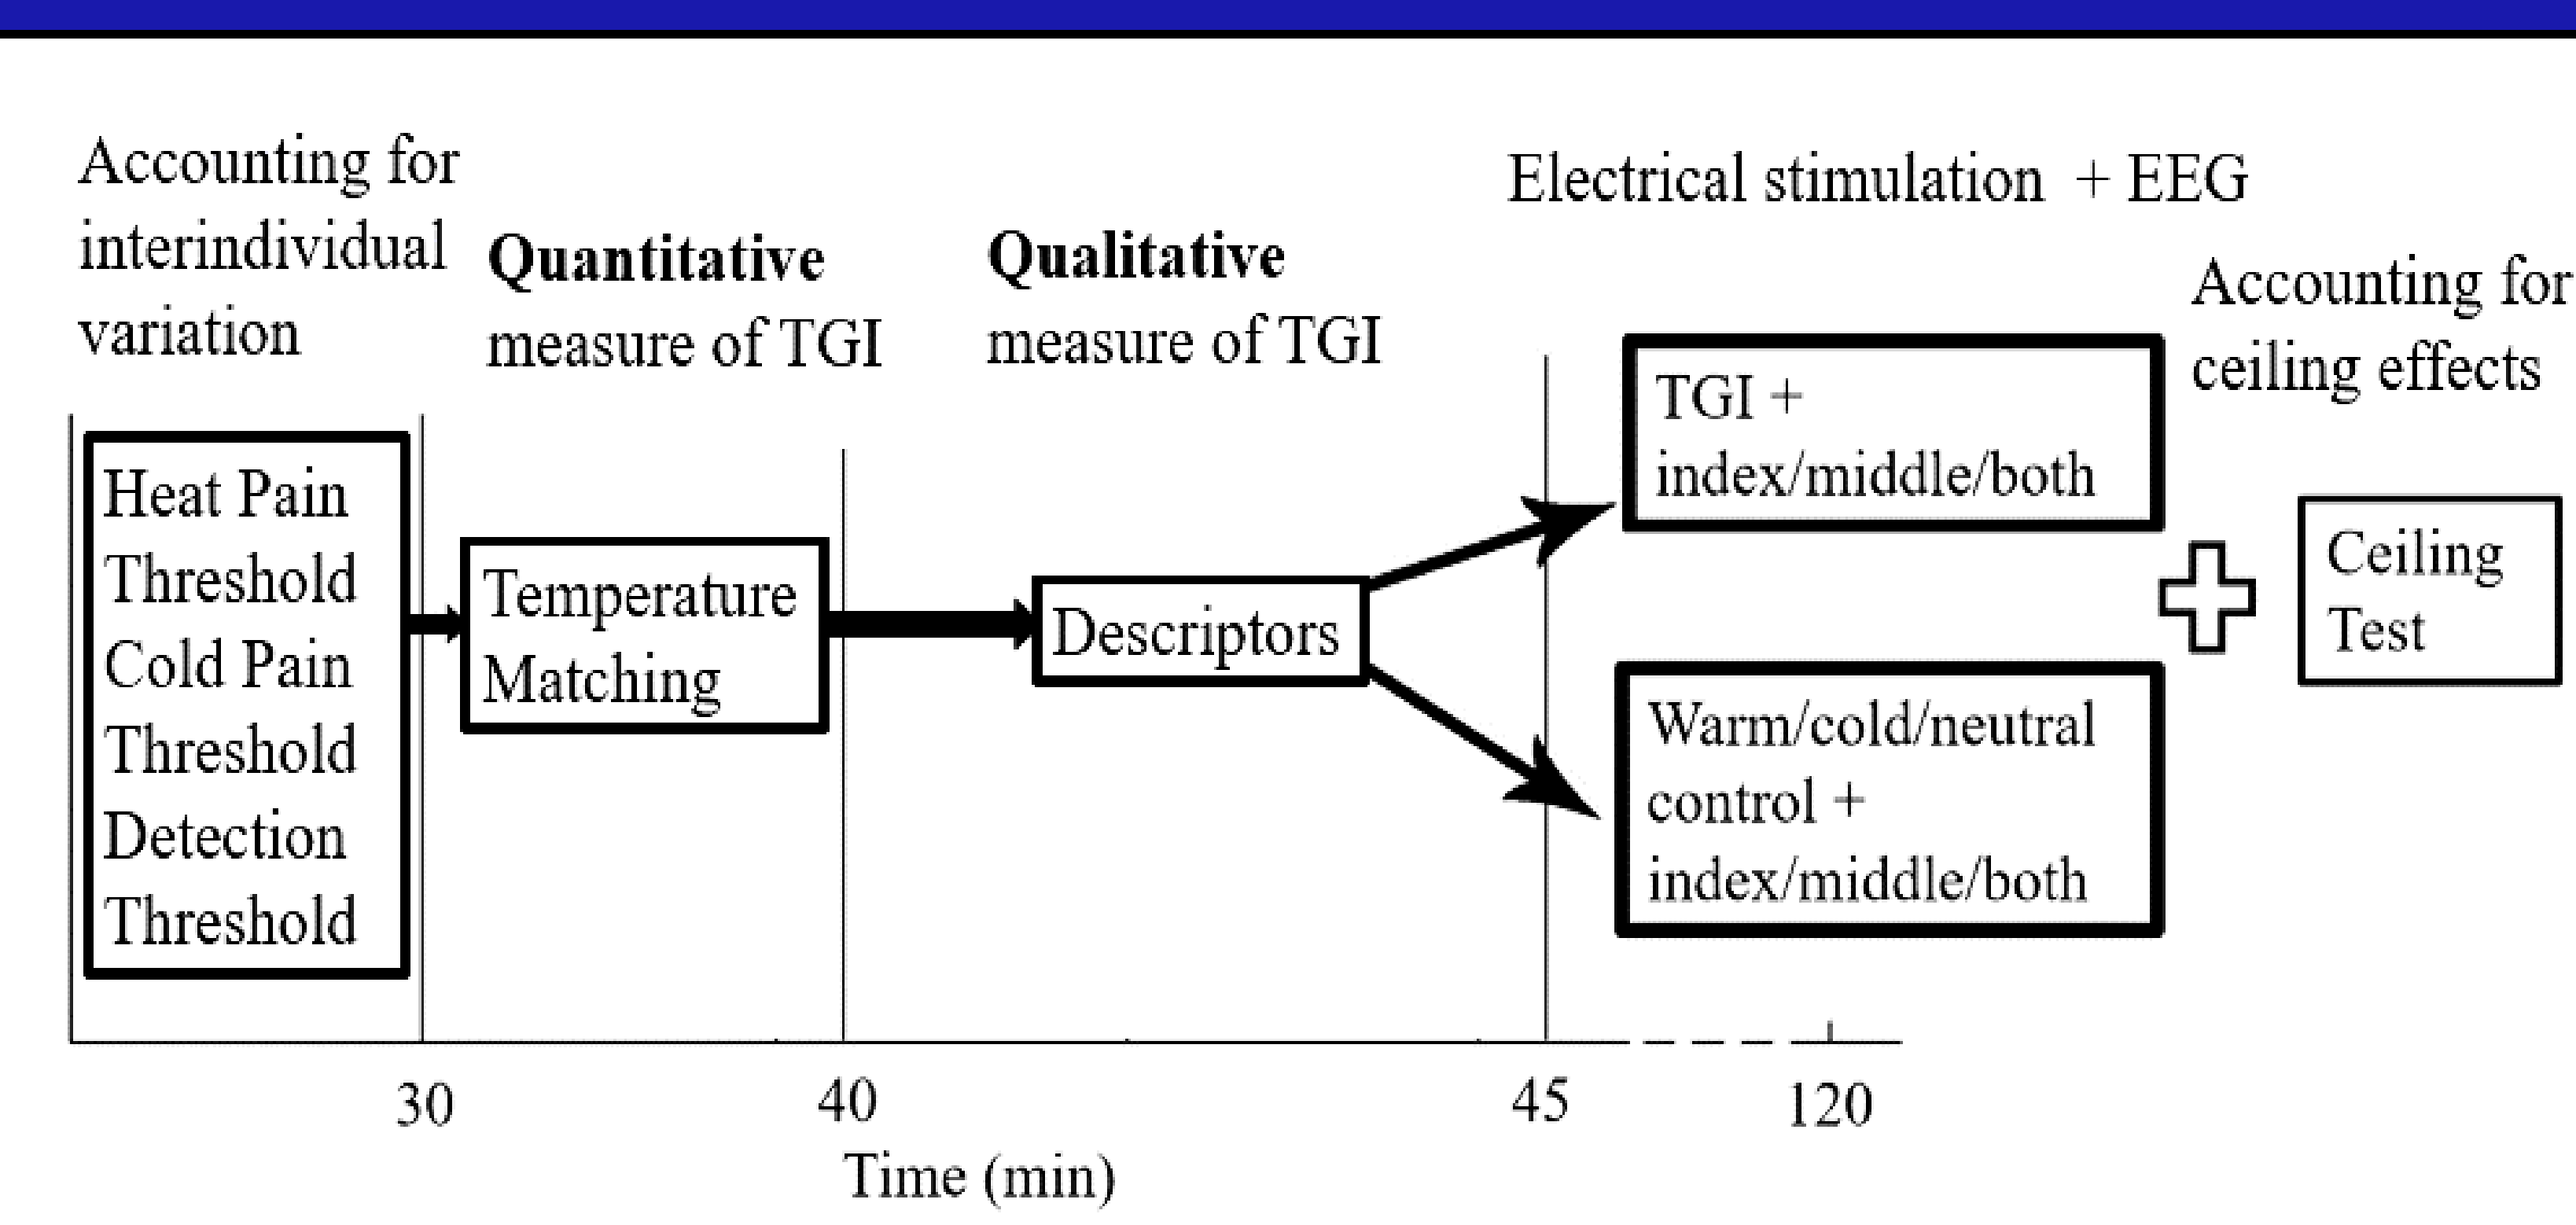 Accounting for
interindividual
variation
Quantitative
measure of TGI
Qualitative
measure of TGI
Electrical stimulation + EEG
Accounting for
ceiling effects
Heat Pain
Threshold
Cold Pain
Threshold
Detection
Threshold
Temperature
Matching
Descriptors
TGI +
index/middle/both
Warm/cold/neutral
control +
index/middle/both
Ceiling
Test
30
40
45
120
Time (min)